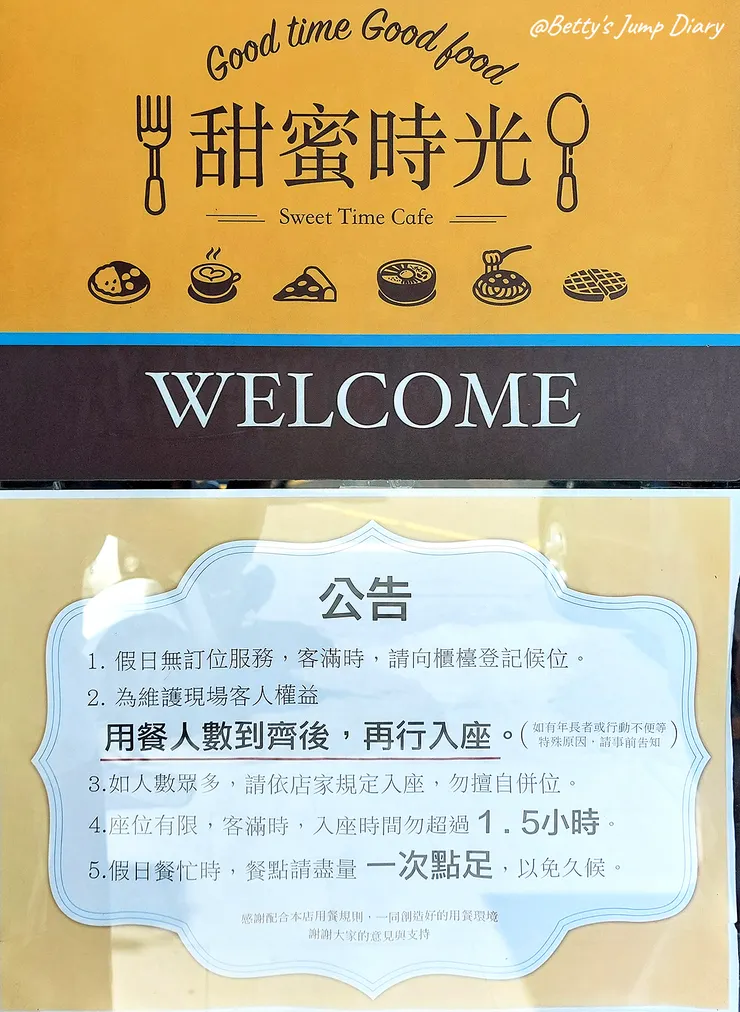 @Betty's Jump Diary
Good time Good food
甜蜜時光
Sweet Time Cafe
WELCOME
公告
1. 假日無訂位服務，客滿時，請向櫃檯登記候位。
2. 為維護現場客人權益
用餐人數到齊後，再行入座。(如有年長者或行動不便等
特殊原因，請事前告知)
3.如人數眾多，請依店家規定入座，勿擅自併位。
4.座位有限，客滿時，入座時間勿超過 1.5小時。
5.假日餐忙時，餐點請盡量 一次點足，以免久候。
感謝配合本店用餐規則，一同創造好的用餐環境
謝謝大家的意見與支持